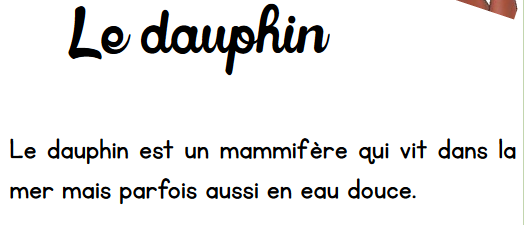 Le dauphin
Le dauphin est un mammifère qui vit dans la
mer mais parfois aussi en eau douce.